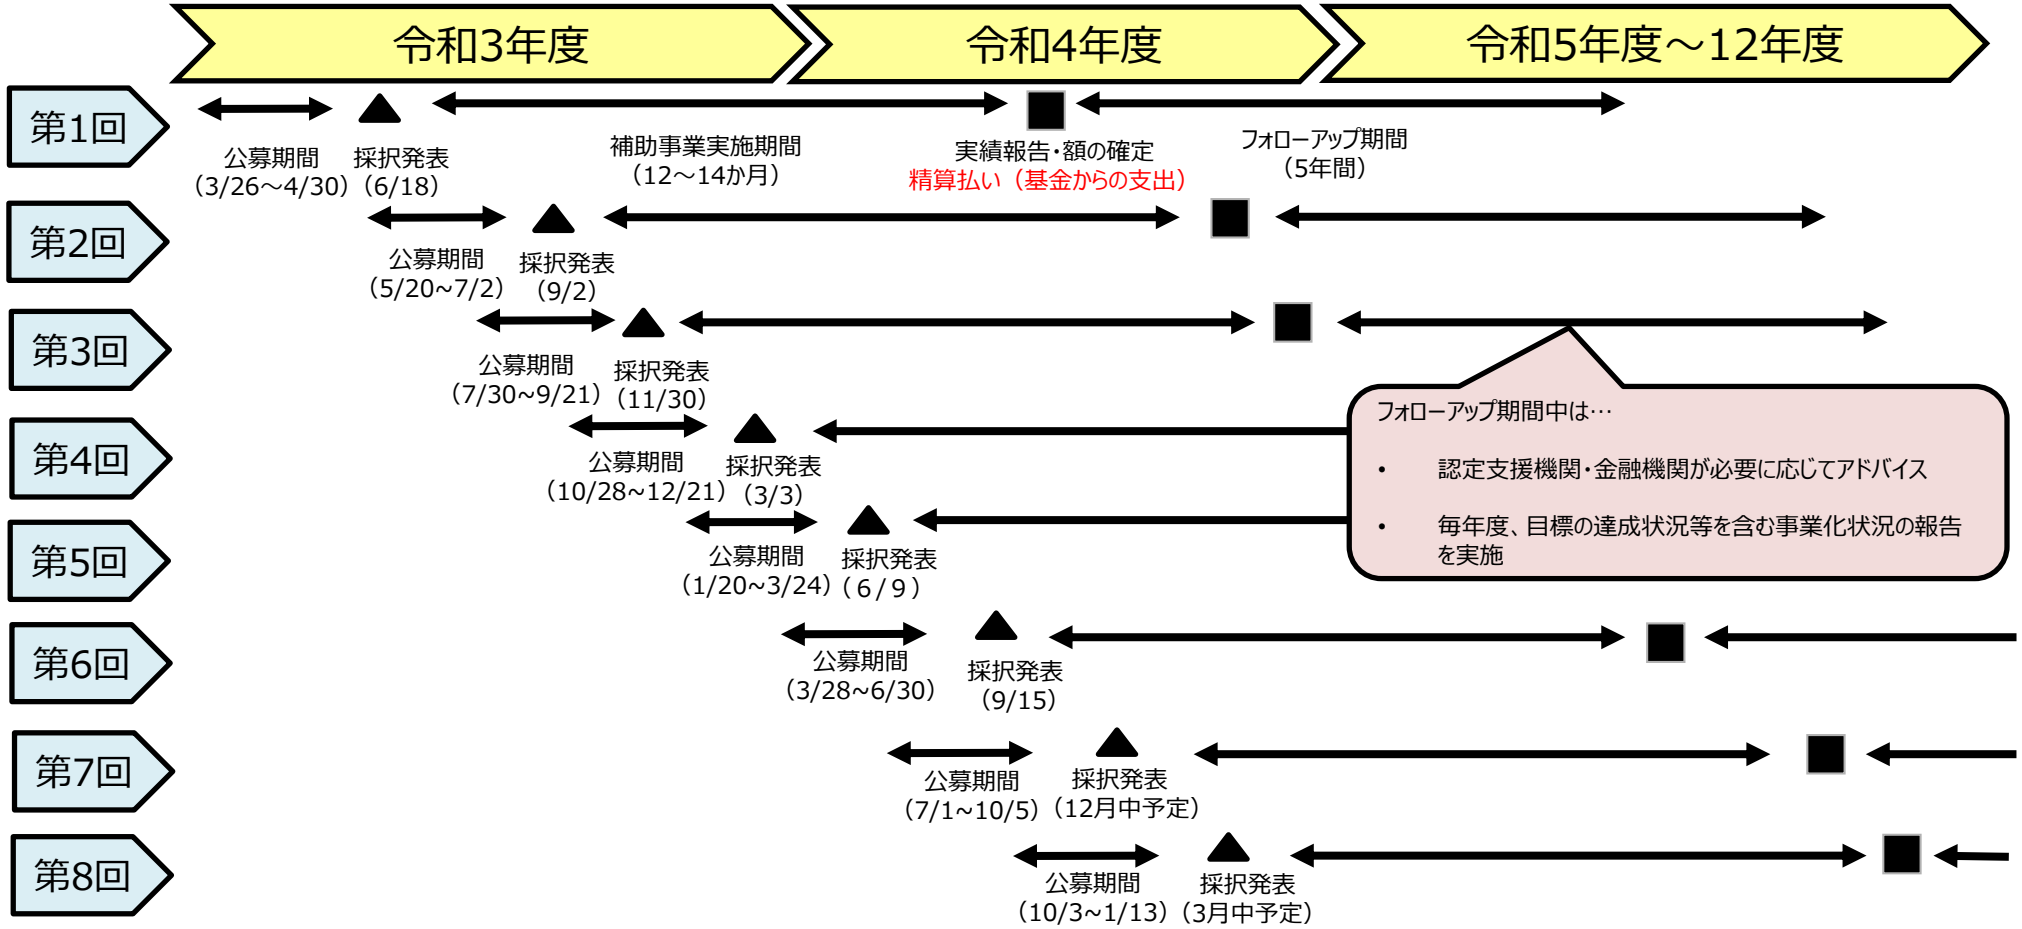 令和3年度
令和4年度
令和5年度～12年度
第1回
公募期間
（3/26～4/30）
採択発表
（6/18）
補助事業実施期間
（12～14か月）
実績報告・額の確定
精算払い（基金からの支出）
フォローアップ期間
（5年間）
第2回
公募期間
（5/20~7/2）
採択発表
（9/2）
第3回
公募期間
（7/30~9/21）
採択発表
（11/30）
フォローアップ期間中は…
• 認定支援機関・金融機関が必要に応じてアドバイス
• 毎年度、目標の達成状況等を含む事業化状況の報告
を実施
第4回
公募期間
（10/28~12/21）
採択発表
（3/3）
第5回
公募期間
（1/20~3/24）
採択発表
（6/9）
第6回
公募期間
（3/28~6/30）
採択発表
（9/15）
第7回
公募期間
（7/1~10/5）
採択発表
（12月中予定）
第8回
公募期間
（10/3~1/13）
採択発表
（3月中予定）